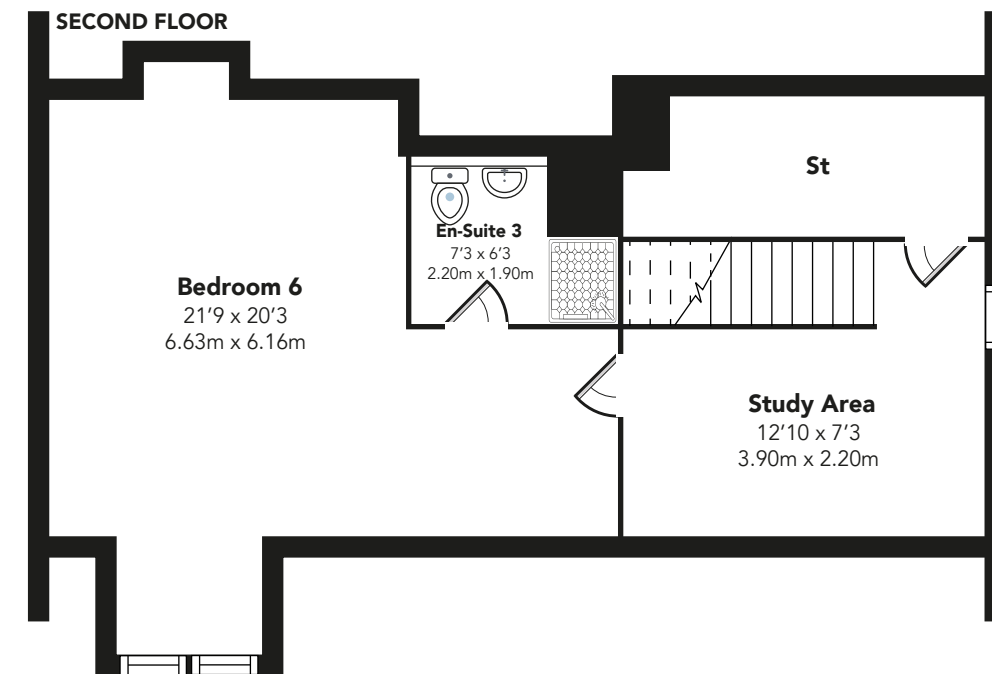 SECOND FLOOR
St
En-Suite 3
7'3 x 6'3
2.20m x 1.90m
Bedroom 6
21'9 x 20'3
6.63m x 6.16m
Study Area
12'10 x 7'3
3.90m x 2.20m